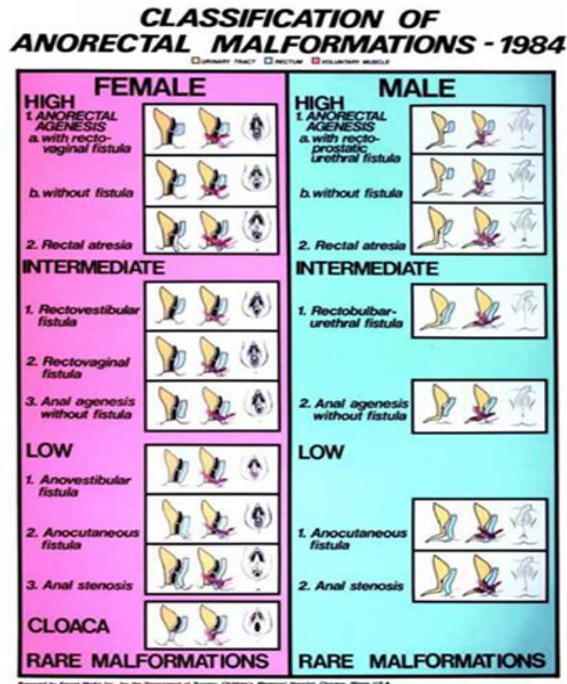 CLASSIFICATION OF
ANORECTAL MALFORMATIONS - 1984
URINARY TRACT RECTUM VOLUNTARY MUSCLE
FEMALE
HIGH
1. ANORECTAL
AGENESIS
a. with recto-
vaginal fistula
b. without fistula
2. Rectal atresia
INTERMEDIATE
1. Rectovestibular
fistula
2. Rectovaginal
fistula
3. Anal agenesis
without fistula
LOW
1. Anovestibular
fistula
2. Anocutaneous
fistula
3. Anal stenosis
CLOACA
RARE MALFORMATIONS
MALE
HIGH
1. ANORECTAL
AGENESIS
a. with recto-
prostatic
urethral fistula
b. without fistula
2. Rectal atresia
INTERMEDIATE
1. Rectobulbar-
urethral fistula
2. Anal agenesis
without fistula
LOW
1. Anocutaneous
fistula
2. Anal stenosis
RARE MALFORMATIONS